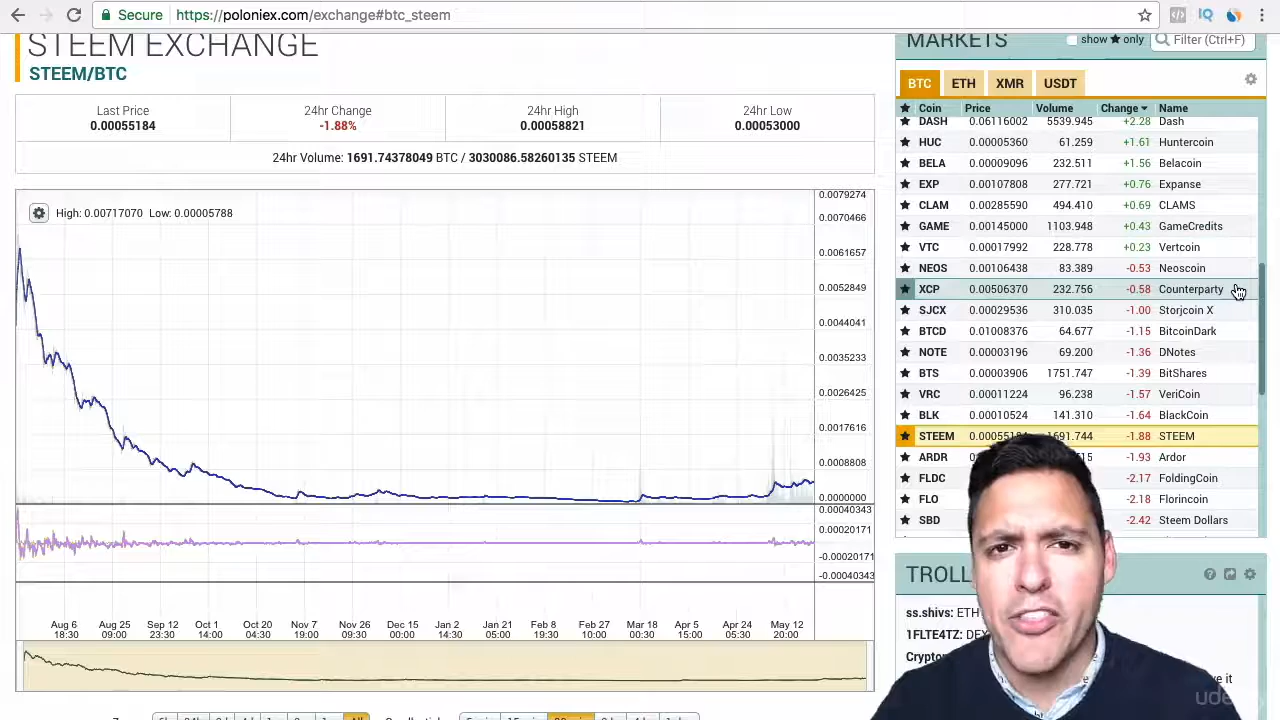 Secure https://poloniex.com/exchange#btc_steem
STEEM EXCHANGE
STEEM/BTC
Last Price 24hr Change 24hr High 24hr Low
0.00055184 -1.88% 0.00058821 0.00053000
24hr Volume: 1691.74378049 BTC / 3030086.58260135 STEEM
High: 0.00717070 Low: 0.00005788
0.0079274
0.0070466
0.0061657
0.0052849
0.0044041
0.0035233
0.0026425
0.0017616
0.0008808
0.0000000
0.00040343
0.00020171
-0.00020171
-0.00040343
Aug 6 Aug 25 Sep 12 Oct 1 Oct 20 Nov 7 Nov 26 Dec 15 Jan 2 Jan 21 Feb 8 Feb 27 Mar 18 Apr 5 Apr 24 May 12
18:30 09:00 23:30 14:00 04:30 19:00 09:30 00:00 14:30 05:00 19:30 10:00 00:30 15:00 05:30 20:00
MARKETS show only Filter (Ctrl+F)
BTC ETH XMR USDT
Coin Price Volume Change Name
DASH 0.06116002 5539.945 +2.28 Dash
HUC 0.00005360 61.259 +1.61 Huntercoin
BELA 0.00009096 232.511 +1.56 Belacoin
EXP 0.00107808 277.721 +0.76 Expanse
CLAM 0.00285590 494.410 +0.69 CLAMS
GAME 0.00145000 1103.948 +0.43 GameCredits
VTC 0.00017992 228.778 +0.23 Vertcoin
NEOS 0.00106438 83.389 -0.53 Neoscoin
XCP 0.00506370 232.756 -0.58 Counterparty
SJCX 0.00029536 310.035 -1.00 Storjcoin X
BTCD 0.01008376 64.677 -1.15 BitcoinDark
NOTE 0.00003196 69.200 -1.36 DNotes
BTS 0.00003906 1751.747 -1.39 BitShares
VRC 0.00011224 96.238 -1.57 VeriCoin
BLK 0.00010524 141.310 -1.64 BlackCoin
STEEM 0.00055184 1691.744 -1.88 STEEM
ARDR -1.93 Ardor
FLDC -2.17 FoldingCoin
FLO -2.18 Florincoin
SBD -2.42 Steem Dollars
TROLL
ss.shivs: ETH
1FLTE4TZ: DEX
Crypto
it